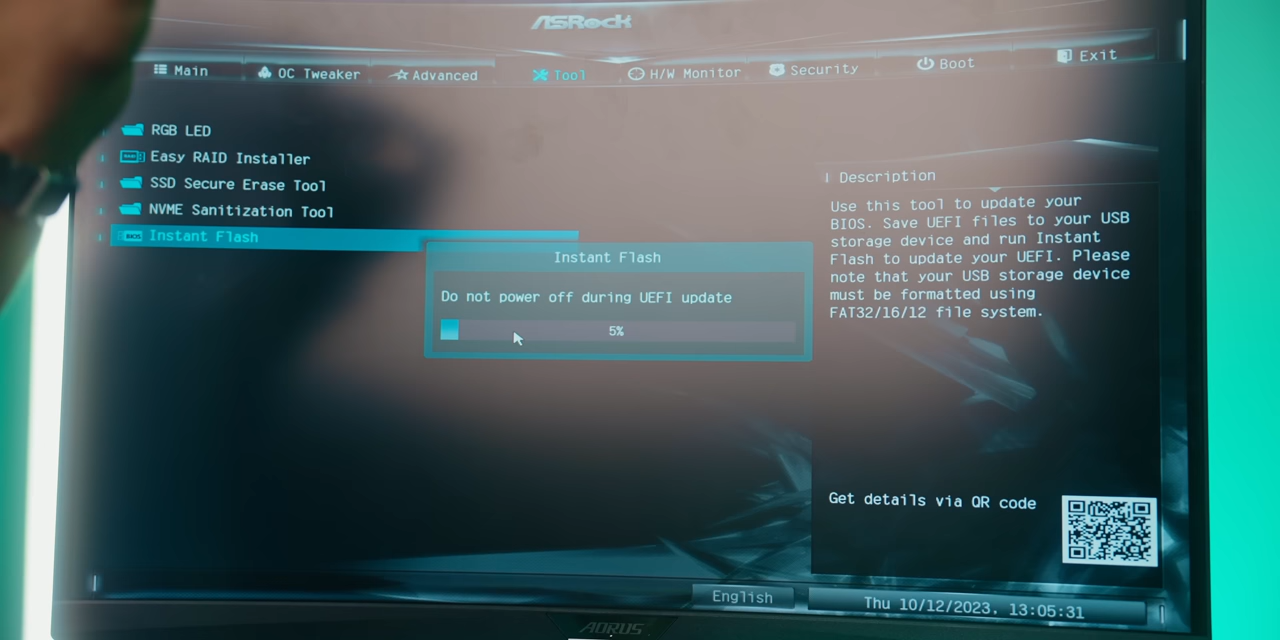 ASRock
Main
OC Tweaker
Advanced
Tool
H/W Monitor
Security
Boot
Exit
RGB LED
Easy RAID Installer
SSD Secure Erase Tool
NVME Sanitization Tool
BIOS Instant Flash
Instant Flash
Do not power off during UEFI update
5%
Description
Use this tool to update your
BIOS. Save UEFI files to your USB
storage device and run Instant
Flash to update your UEFI. Please
note that your USB storage device
must be formatted using
FAT32/16/12 file system.
Get details via QR code
English
Thu 10/12/2023, 13:05:31
AORUS